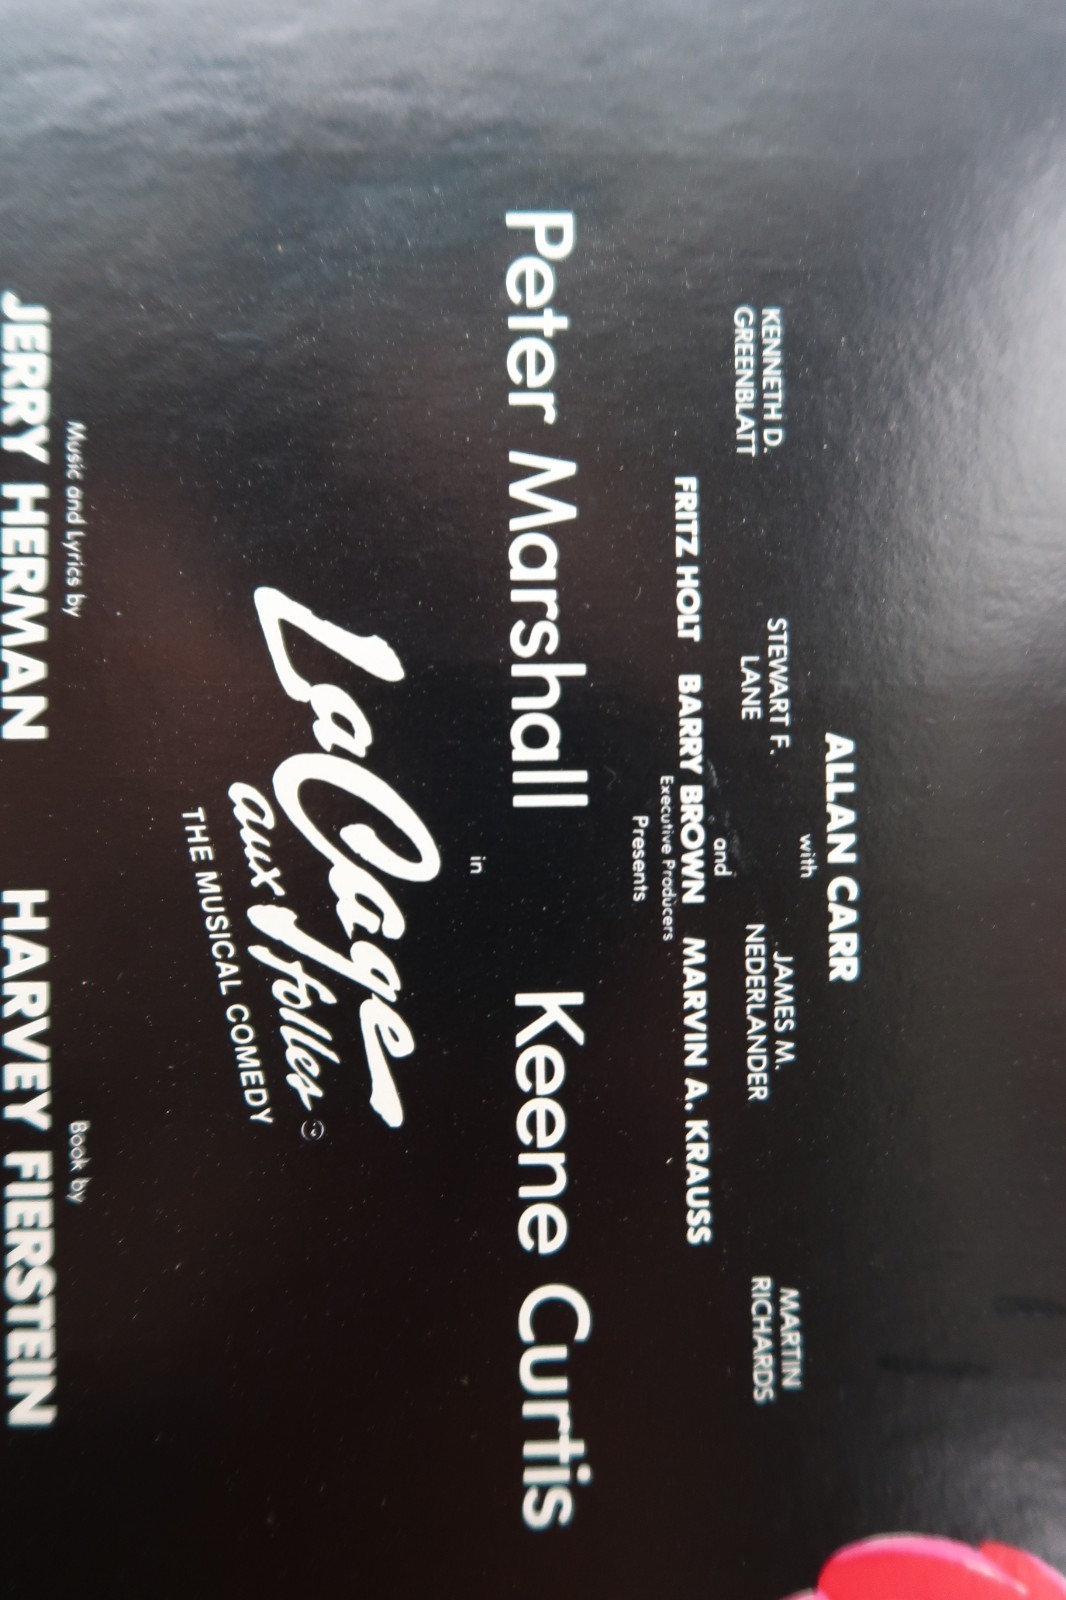 ALLAN CARR
with
KENNETH D. GREENBLATT
STEWART F. LANE
JAMES M. NEDERLANDER
MARTIN RICHARDS
and
FRITZ HOLT BARRY BROWN MARVIN A. KRAUSS
Executive Producers
Presents
Peter Marshall Keene Curtis
in
La Cage
aux folles
THE MUSICAL COMEDY
Music and Lyrics by
JERRY HERMAN
Book by
HARVEY FIERSTEIN